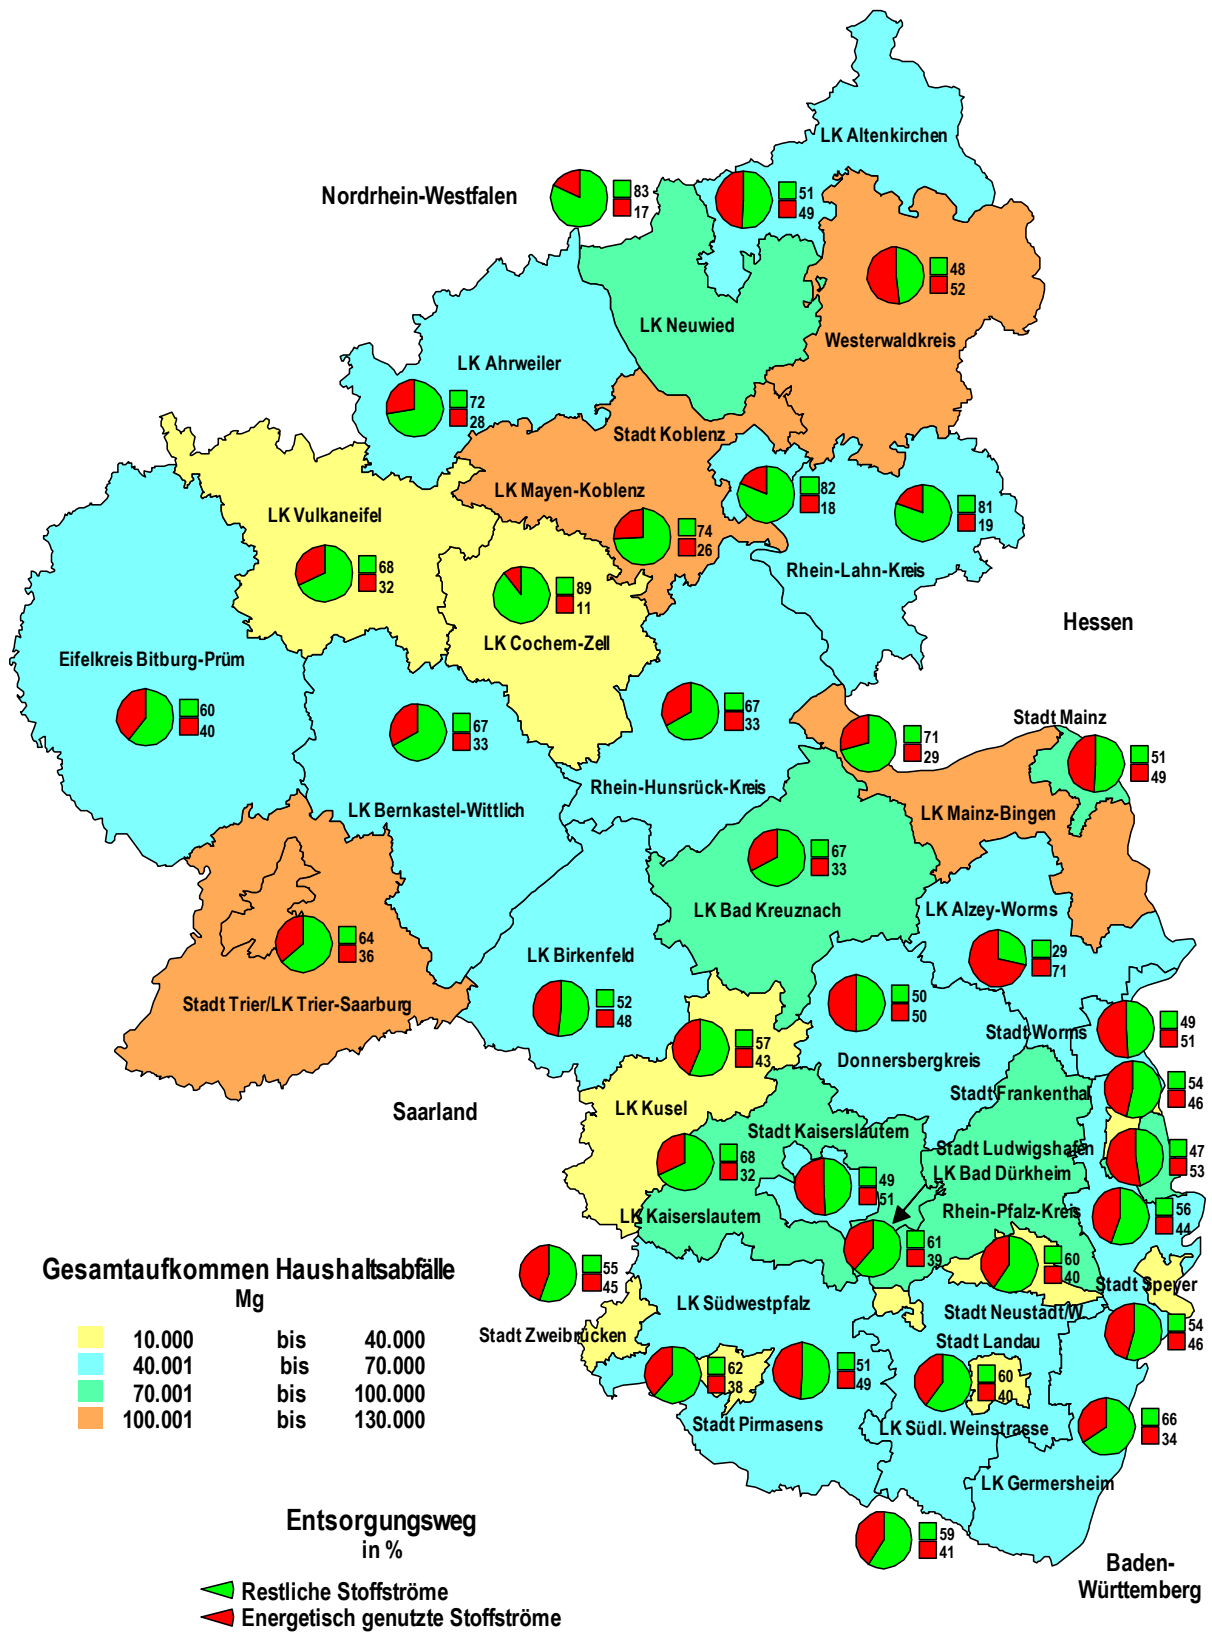 LK Altenkirchen
Nordrhein-Westfalen
83
17
51
49
48
52
LK Neuwied
Westerwaldkreis
LK Ahrweiler
72
28
Stadt Koblenz
LK Mayen-Koblenz
82
18
81
19
LK Vulkaneifel
74
26
68
32
Rhein-Lahn-Kreis
89
11
Hessen
LK Cochem-Zell
Eifelkreis Bitburg-Prüm
60
40
67
33
67
33
Stadt Mainz
71
29
51
49
Rhein-Hunsrück-Kreis
LK Bernkastel-Wittlich
LK Mainz-Bingen
67
33
LK Bad Kreuznach
LK Alzey-Worms
64
36
LK Birkenfeld
29
71
Stadt Trier/LK Trier-Saarburg
52
48
50
50
Stadt Worms
49
51
57
43
Donnersbergkreis
Saarland
LK Kusel
Stadt Frankenthal
54
46
Stadt Kaiserslautern
Stadt Ludwigshafen
47
53
68
32
LK Bad Dürkheim
49
51
LK Kaiserslautern
Rhein-Pfalz-Kreis
56
44
61
39
60
40
Gesamtaufkommen Haushaltsabfälle
Mg
55
45
Stadt Speyer
LK Südwestpfalz
Stadt Neustadt/W.
Stadt Zweibrücken
Stadt Landau
54
46
10.000 bis 40.000
40.001 bis 70.000
70.001 bis 100.000
100.001 bis 130.000
62
38
51
49
60
40
Stadt Pirmasens
LK Südl. Weinstrasse
66
34
LK Germersheim
Entsorgungsweg
in %
59
41
Baden-
Württemberg
Restliche Stoffströme
Energetisch genutzte Stoffströme